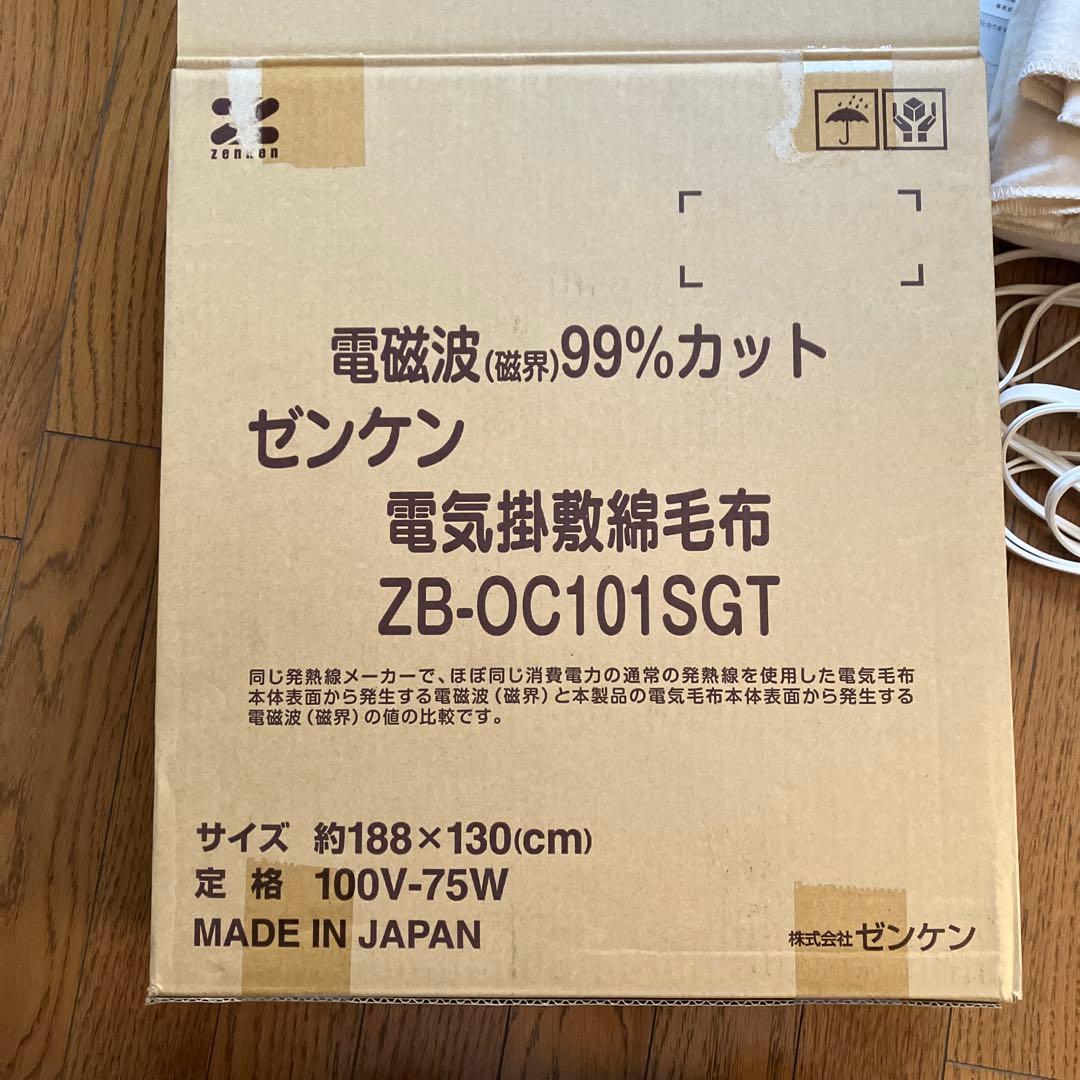 zenken
電磁波(磁界)99%カット
ゼンケン
電気掛敷綿毛布
ZB-OC101SGT
同じ発熱線メーカーで、ほぼ同じ消費電力の通常の発熱線を使用した電気毛布
本体表面から発生する電磁波（磁界）と本製品の電気毛布本体表面から発生する
電磁波（磁界）の値の比較です。
サイズ 約188×130(cm)
定格 100V-75W
MADE IN JAPAN
株式会社ゼンケン